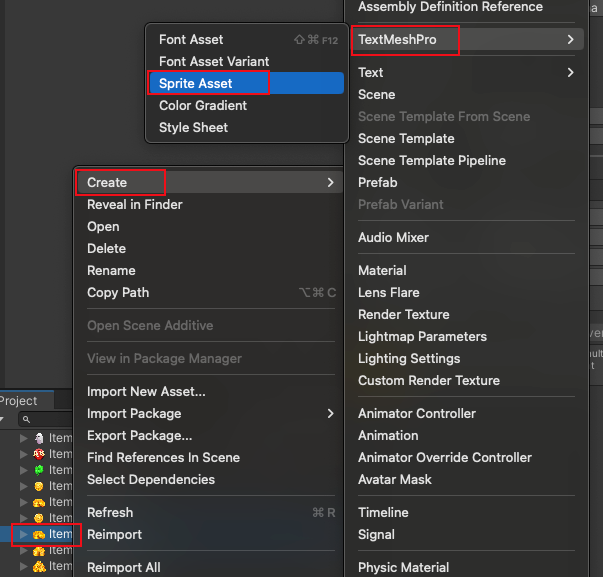 Assembly Definition Reference
TextMeshPro
Text
Scene
Scene Template From Scene
Scene Template
Scene Template Pipeline
Prefab
Prefab Variant
Audio Mixer
Material
Lens Flare
Render Texture
Lightmap Parameters
Lighting Settings
Custom Render Texture
Animator Controller
Animation
Animator Override Controller
Avatar Mask
Timeline
Signal
Physic Material
Font Asset ⇧⌘F12
Font Asset Variant
Sprite Asset
Color Gradient
Style Sheet
Create
Reveal in Finder
Open
Delete
Rename
Copy Path ⌥⌘C
Open Scene Additive
View in Package Manager
Import New Asset...
Import Package
Export Package...
Find References In Scene
Select Dependencies
Refresh ⌘R
Reimport
Reimport All
Project
Item
Item
Item
Item
Item
Item
Item
Item
Item